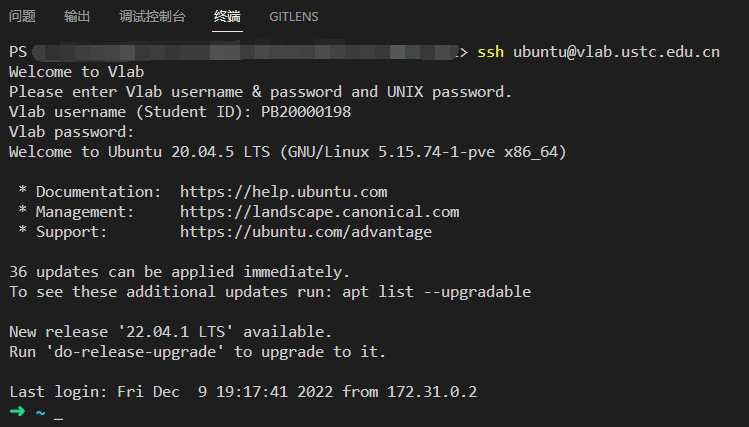 问题 输出 调试控制台 终端 GITLENS
PS > ssh ubuntu@vlab.ustc.edu.cn
Welcome to Vlab
Please enter Vlab username & password and UNIX password.
Vlab username (Student ID): PB20000198
Vlab password:
Welcome to Ubuntu 20.04.5 LTS (GNU/Linux 5.15.74-1-pve x86_64)
* Documentation: https://help.ubuntu.com
* Management: https://landscape.canonical.com
* Support: https://ubuntu.com/advantage
36 updates can be applied immediately.
To see these additional updates run: apt list --upgradable
New release '22.04.1 LTS' available.
Run 'do-release-upgrade' to upgrade to it.
Last login: Fri Dec 9 19:17:41 2022 from 172.31.0.2
➜ ~ _